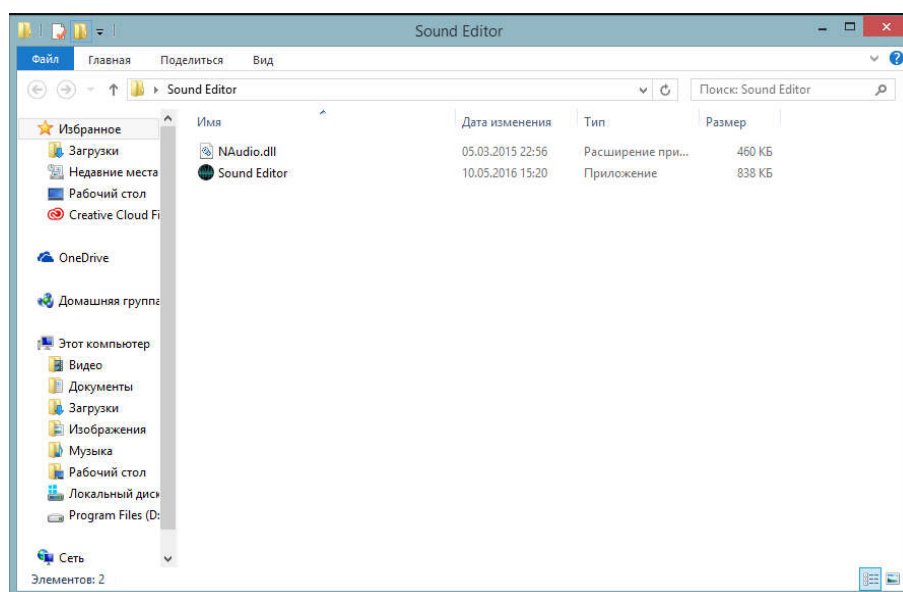 Sound Editor
Файл Главная Поделиться Вид
Sound Editor Поиск: Sound Editor
Имя Дата изменения Тип Размер
NAudio.dll 05.03.2015 22:56 Расширение при... 460 КБ
Sound Editor 10.05.2016 15:20 Приложение 838 КБ
Избранное
Загрузки
Недавние места
Рабочий стол
Creative Cloud Fi
OneDrive
Домашняя группа
Этот компьютер
Видео
Документы
Загрузки
Изображения
Музыка
Рабочий стол
Локальный диск
Program Files (D:
Сеть
Элементов: 2